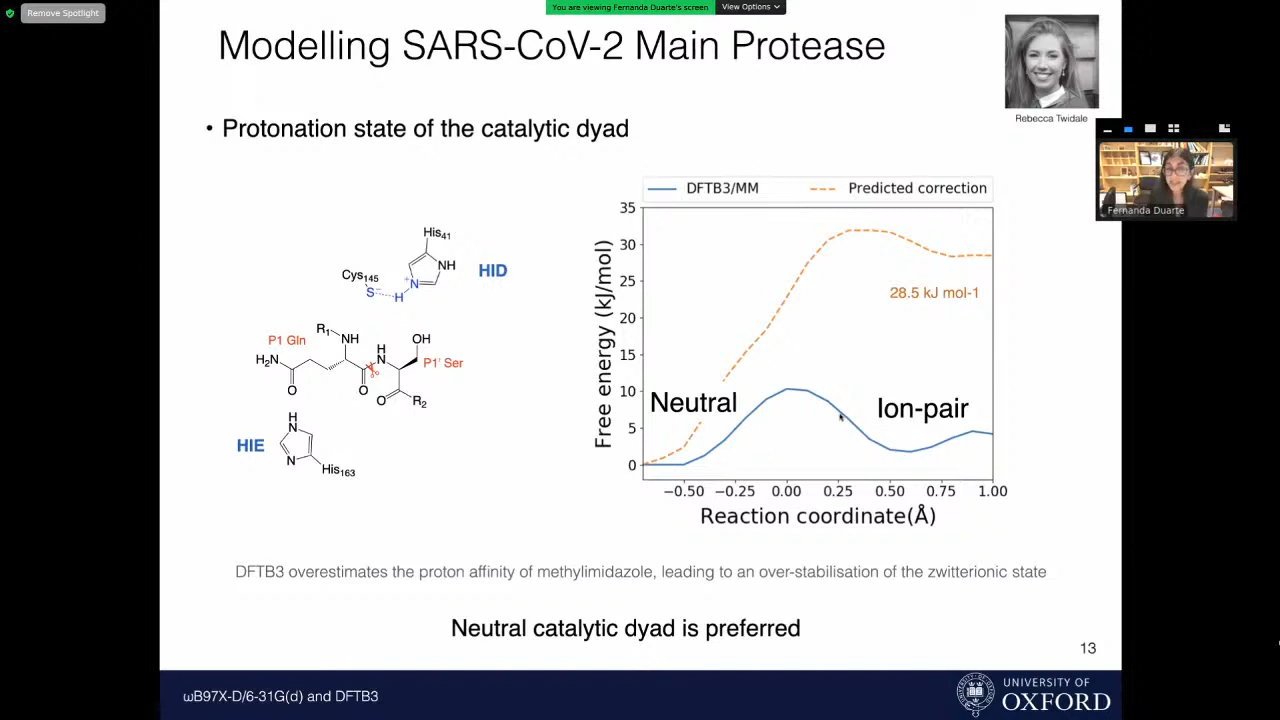 Remove Spotlight
You are viewing Fernanda Duarte's screen
View Options
Modelling SARS-CoV-2 Main Protease
Rebecca Twidale
Fernanda Duarte
• Protonation state of the catalytic dyad
His41
Cys145
NH
HID
S-
H
N
+
R1
NH
P1 Gln
OH
H
N
H2N
P1' Ser
O
O
O
R2
H
N
HIE
N
His163
DFTB3/MM
Predicted correction
35
30
25
20
15
10
5
0
Free energy (kJ/mol)
28.5 kJ mol-1
Neutral
Ion-pair
−0.50 −0.25 0.00 0.25 0.50 0.75 1.00
Reaction coordinate(Å)
DFTB3 overestimates the proton affinity of methylimidazole, leading to an over-stabilisation of the zwitterionic state
Neutral catalytic dyad is preferred
13
ωB97X-D/6-31G(d) and DFTB3
UNIVERSITY OF
OXFORD